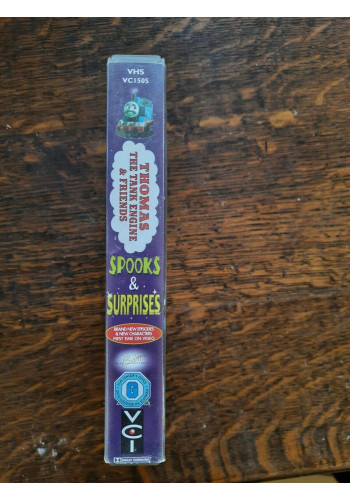 VHS
VC1505
THOMAS
THE TANK ENGINE
& FRIENDS
SPOOKS
&
SURPRISES
BRAND NEW EPISODES
& NEW CHARACTERS
FIRST TIME ON VIDEO
U
VCI